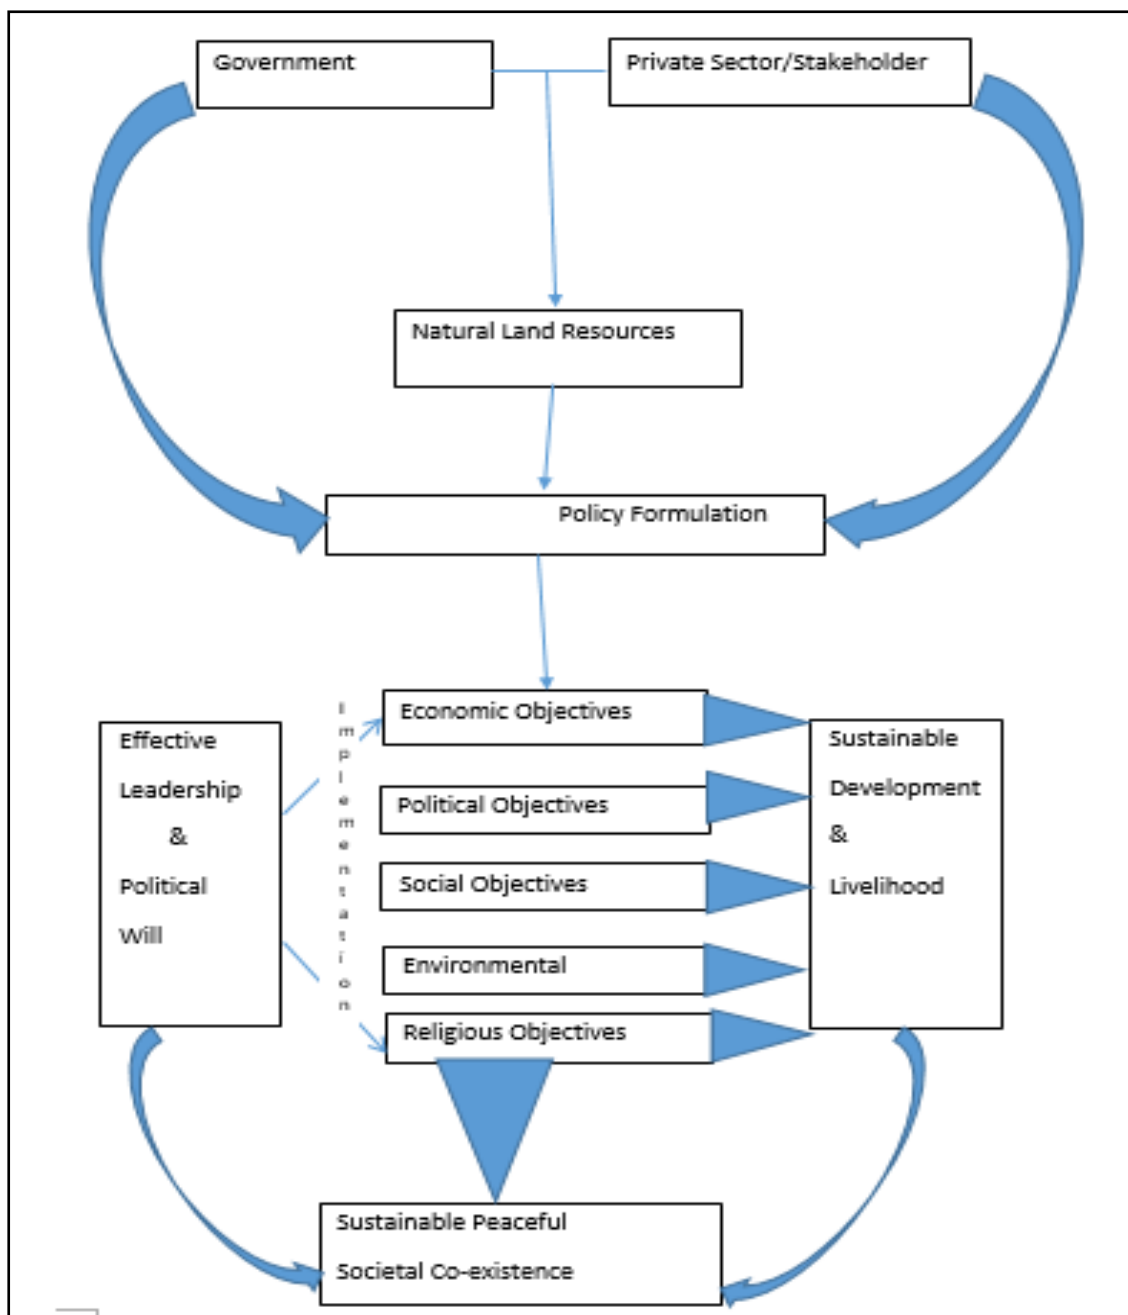 Government
Private Sector/Stakeholder
Natural Land Resources
Policy Formulation
Effective
Leadership
&
Political
Will
Implementation
Economic Objectives
Political Objectives
Social Objectives
Environmental
Religious Objectives
Sustainable
Development
&
Livelihood
Sustainable Peaceful
Societal Co-existence